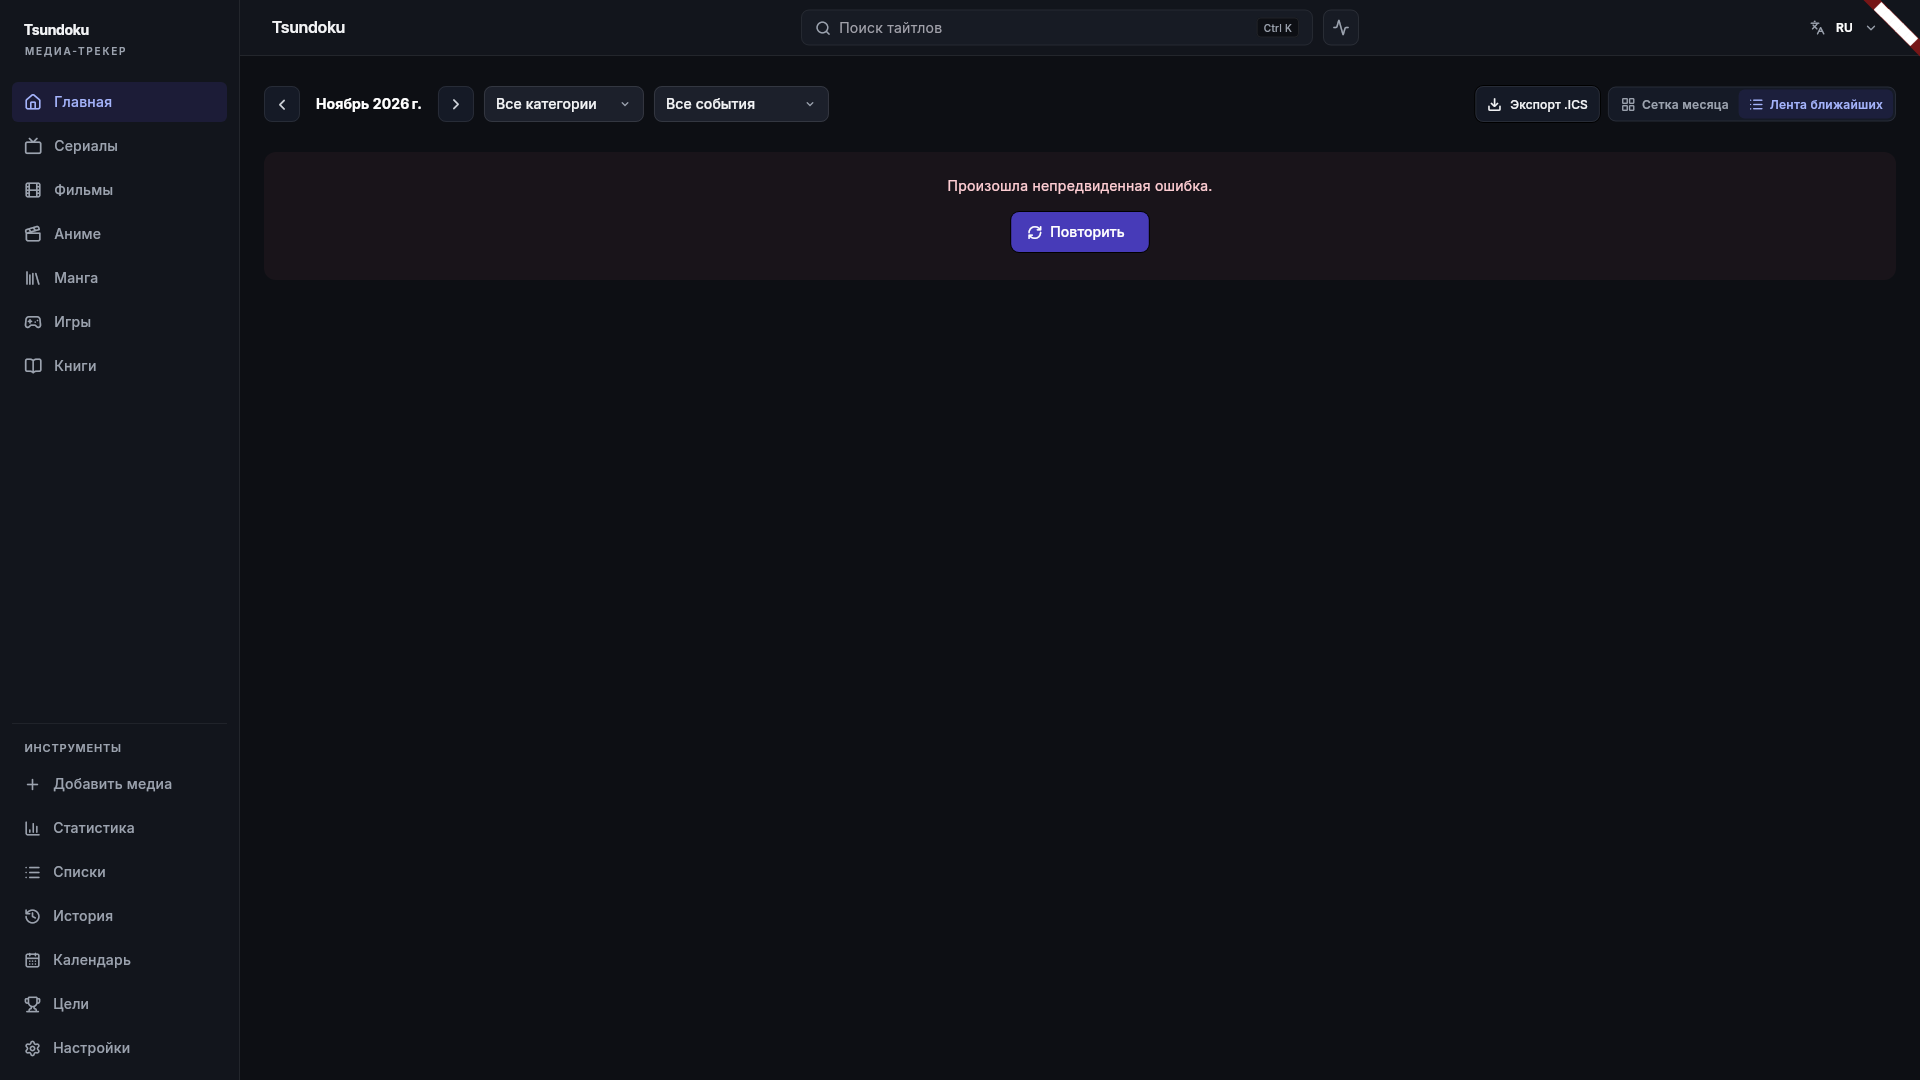 Tsundoku
МЕДИА-ТРЕКЕР
Главная
Сериалы
Фильмы
Аниме
Манга
Игры
Книги
ИНСТРУМЕНТЫ
Добавить медиа
Статистика
Списки
История
Календарь
Цели
Настройки
Tsundoku
Поиск тайтлов
Ctrl K
RU
Ноябрь 2026 г.
Все категории
Все события
Экспорт .ICS
Сетка месяца
Лента ближайших
Произошла непредвиденная ошибка.
Повторить